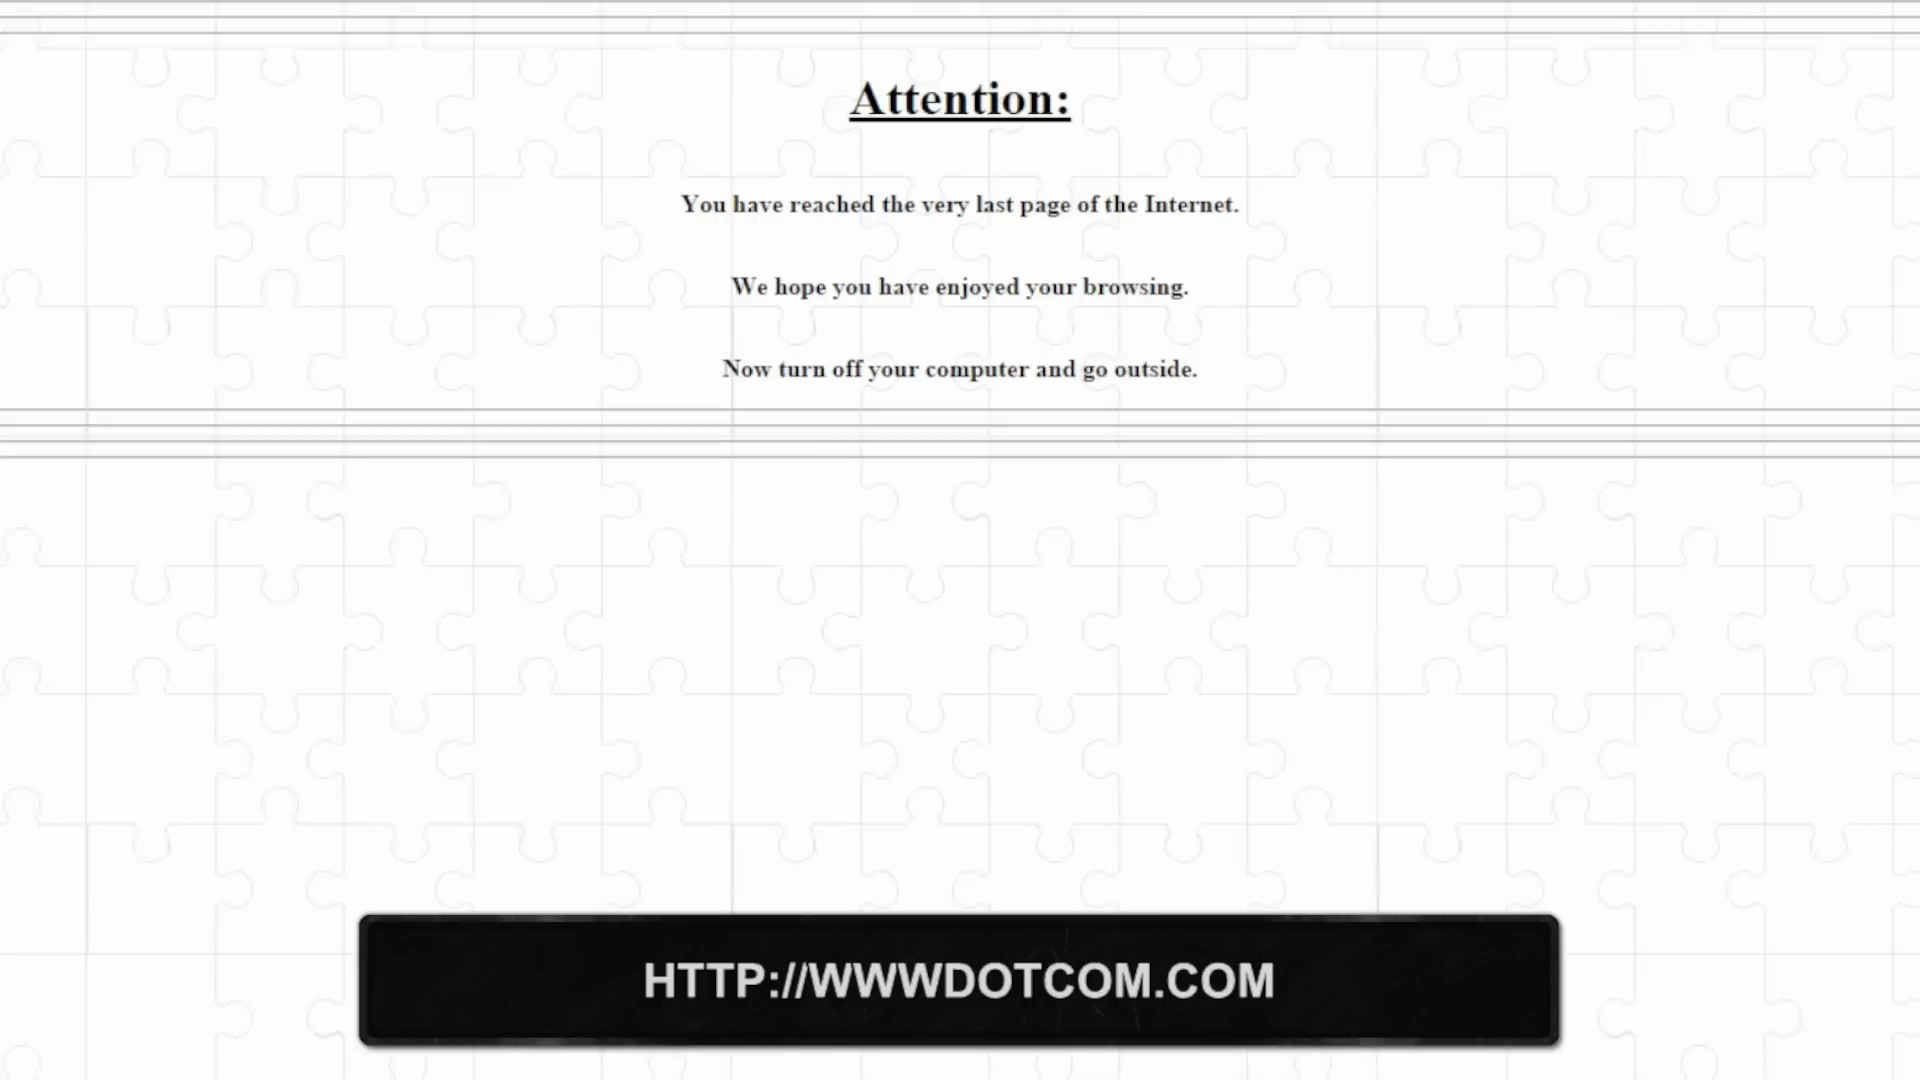 Attention:
You have reached the very last page of the Internet.
We hope you have enjoyed your browsing.
Now turn off your computer and go outside.
HTTP://WWWDOTCOM.COM